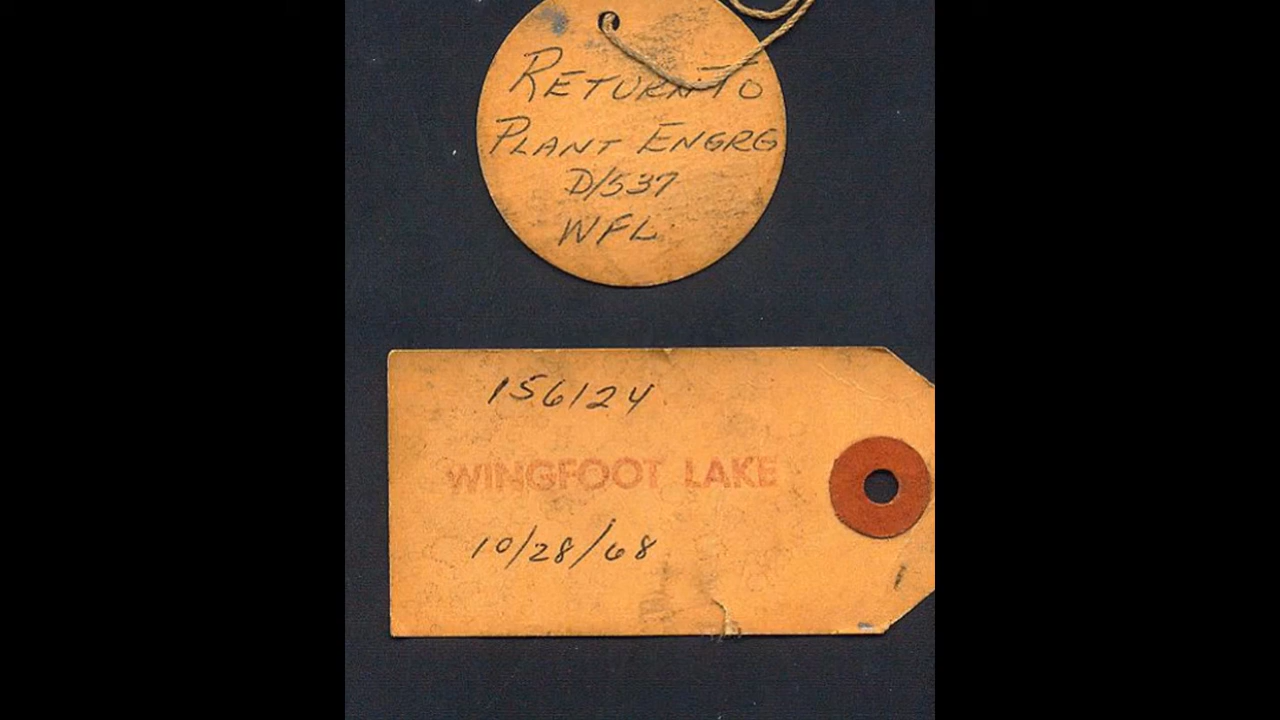 RETURN TO
PLANT ENGRG
D/537
WFL
156124
WINGFOOT LAKE
10/28/68